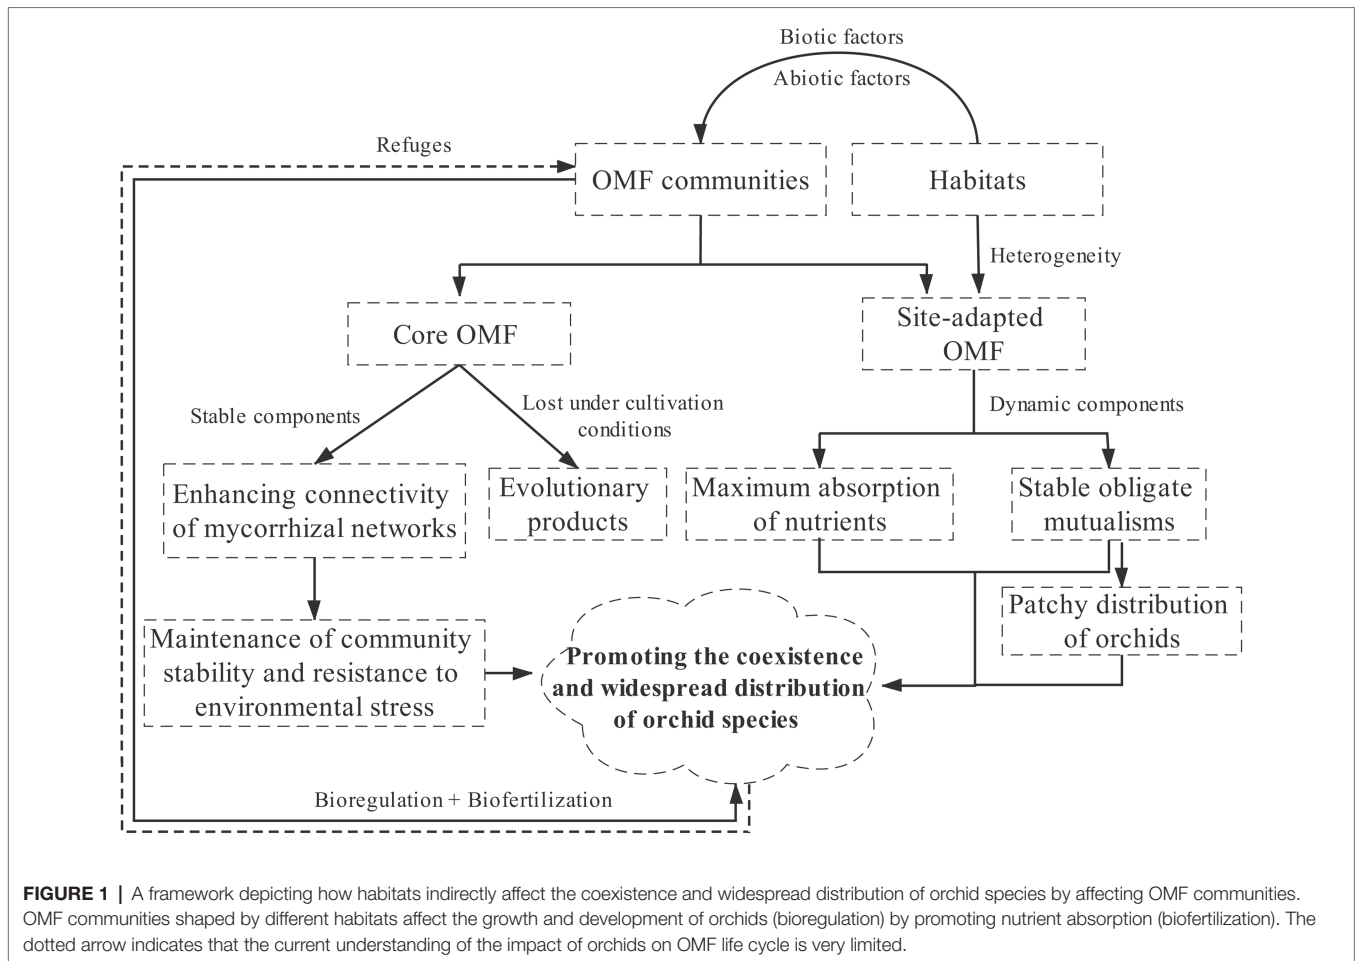 Biotic factors
Abiotic factors
Refuges
OMF communities
Habitats
Heterogeneity
Core OMF
Site-adapted
OMF
Stable components
Lost under cultivation
conditions
Dynamic components
Enhancing connectivity
of mycorrhizal networks
Evolutionary
products
Maximum absorption
of nutrients
Stable obligate
mutualisms
Patchy distribution
of orchids
Maintenance of community
stability and resistance to
environmental stress
Promoting the coexistence
and widespread distribution
of orchid species
Bioregulation + Biofertilization
FIGURE 1 | A framework depicting how habitats indirectly affect the coexistence and widespread distribution of orchid species by affecting OMF communities.
OMF communities shaped by different habitats affect the growth and development of orchids (bioregulation) by promoting nutrient absorption (biofertilization). The
dotted arrow indicates that the current understanding of the impact of orchids on OMF life cycle is very limited.